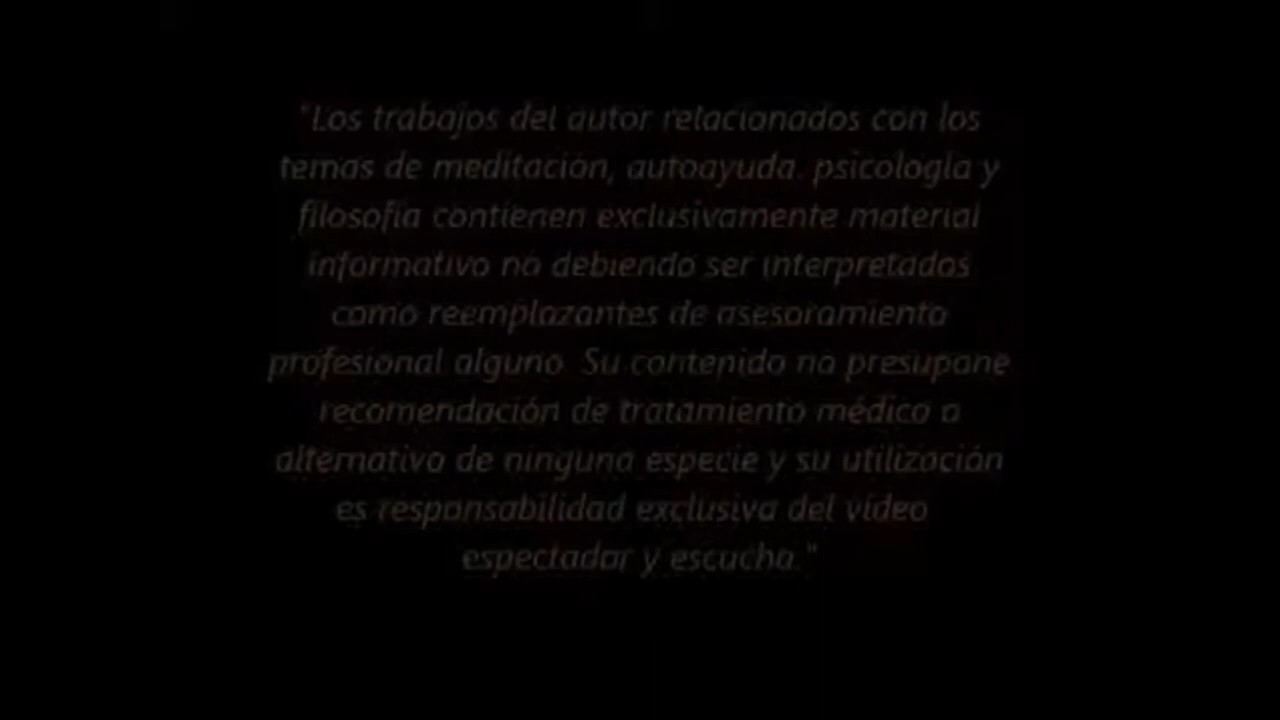 "Los trabajos del autor relacionados con los
temas de meditación, autoayuda, psicología y
filosofía contienen exclusivamente material
informativo no debiendo ser interpretados
como reemplazantes de asesoramiento
profesional alguno. Su contenido no presupone
recomendación de tratamiento médico o
alternativo de ninguna especie y su utilización
es responsabilidad exclusiva del vídeo
espectador y escucha."